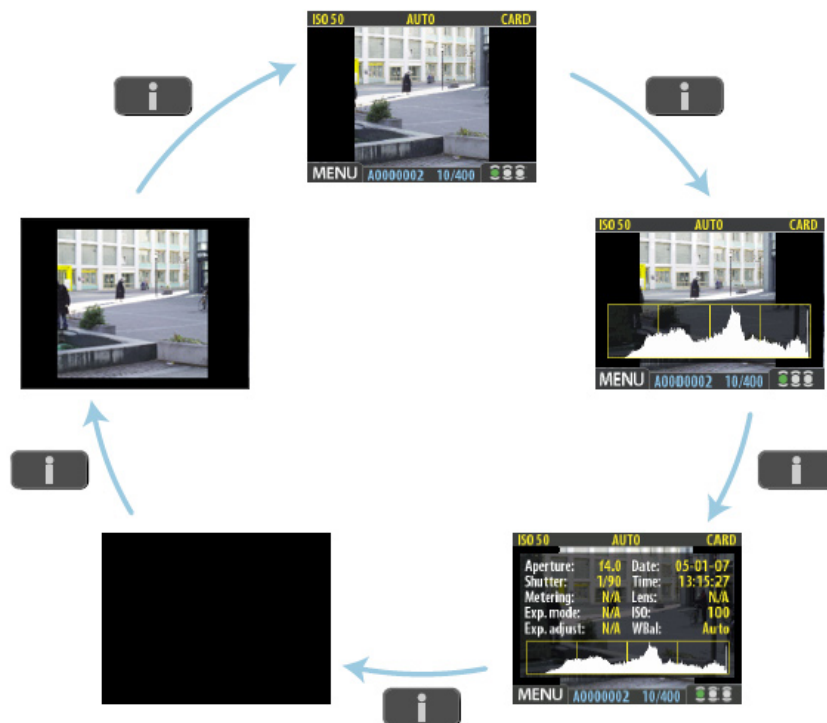 ISO 50 AUTO CARD
MENU A0000002 10/400
i
i
ISO 50 AUTO CARD
MENU A0000002 10/400
i
i
ISO 50 AUTO CARD
Aperture: f4.0 Date: 05-01-07
Shutter: 1/90 Time: 13:15:27
Metering: N/A Lens: N/A
Exp. mode: N/A ISO: 100
Exp. adjust: N/A WBal: Auto
MENU A0000002 10/400
i